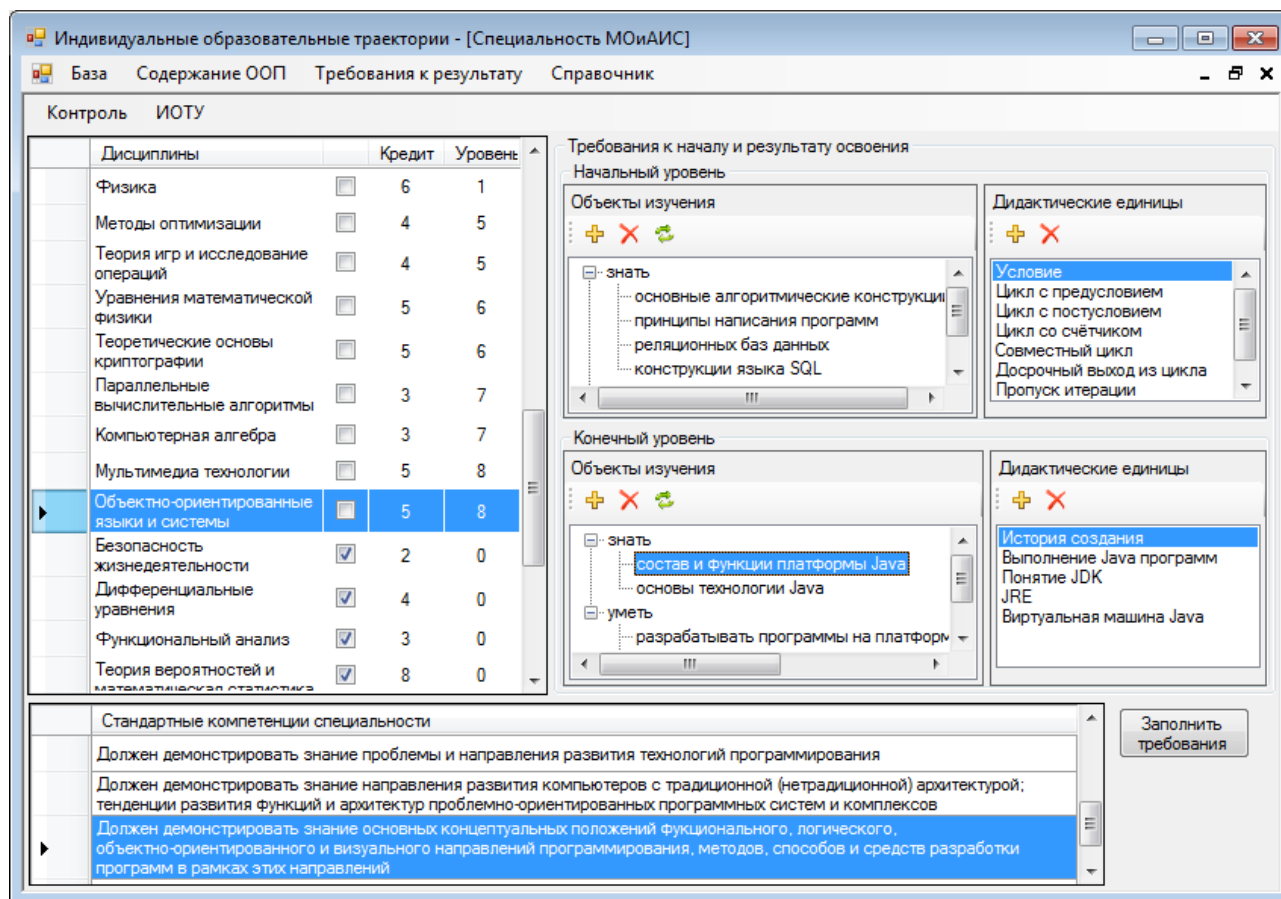 Индивидуальные образовательные траектории - [Специальность МОиАИС]
База Содержание ООП Требования к результату Справочник
Контроль ИОТУ
Дисциплины Кредит Уровень
Физика 6 1
Методы оптимизации 4 5
Теория игр и исследование
операций 4 5
Уравнения математической
физики 5 6
Теоретические основы
криптографии 5 6
Параллельные
вычислительные алгоритмы 3 7
Компьютерная алгебра 3 7
Мультимедиа технологии 5 8
Объектно-ориентированные
языки и системы 5 8
Безопасность
жизнедеятельности 2 0
Дифференциальные
уравнения 4 0
Функциональный анализ 3 0
Теория вероятностей и
математическая статистика 8 0
Требования к началу и результату освоения
Начальный уровень
Объекты изучения
знать
основные алгоритмические конструкции
принципы написания программ
реляционных баз данных
конструкции языка SQL
Дидактические единицы
Условие
Цикл с предусловием
Цикл с постусловием
Цикл со счётчиком
Совместный цикл
Досрочный выход из цикла
Пропуск итерации
Конечный уровень
Объекты изучения
знать
состав и функции платформы Java
основы технологии Java
уметь
разрабатывать программы на платформ
Дидактические единицы
История создания
Выполнение Java программ
Понятие JDK
JRE
Виртуальная машина Java
Стандартные компетенции специальности
Должен демонстрировать знание проблемы и направления развития технологий программирования
Должен демонстрировать знание направления развития компьютеров с традиционной (нетрадиционной) архитектурой;
тенденции развития функций и архитектур проблемно-ориентированных программных систем и комплексов
Должен демонстрировать знание основных концептуальных положений фукционального, логического,
объектно-ориентированного и визуального направлений программирования, методов, способов и средств разработки
программ в рамках этих направлений
Заполнить
требования